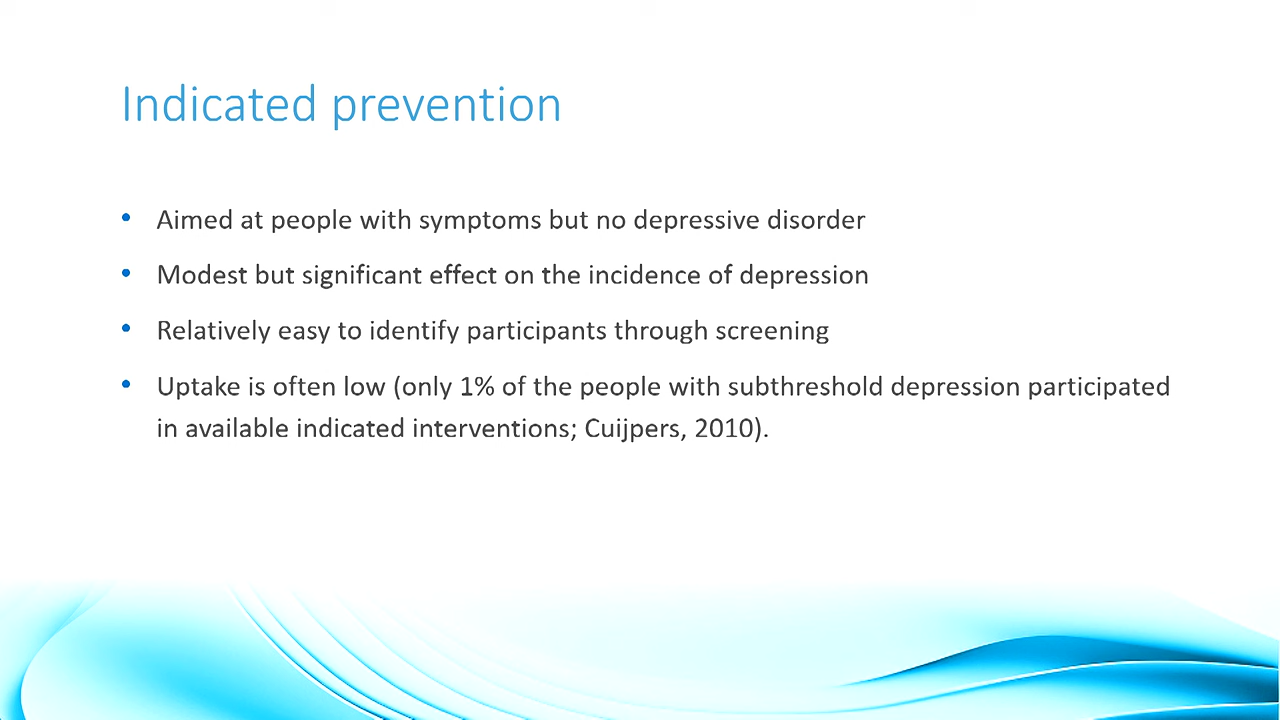 Indicated prevention
• Aimed at people with symptoms but no depressive disorder
• Modest but significant effect on the incidence of depression
• Relatively easy to identify participants through screening
• Uptake is often low (only 1% of the people with subthreshold depression participated
in available indicated interventions; Cuijpers, 2010).